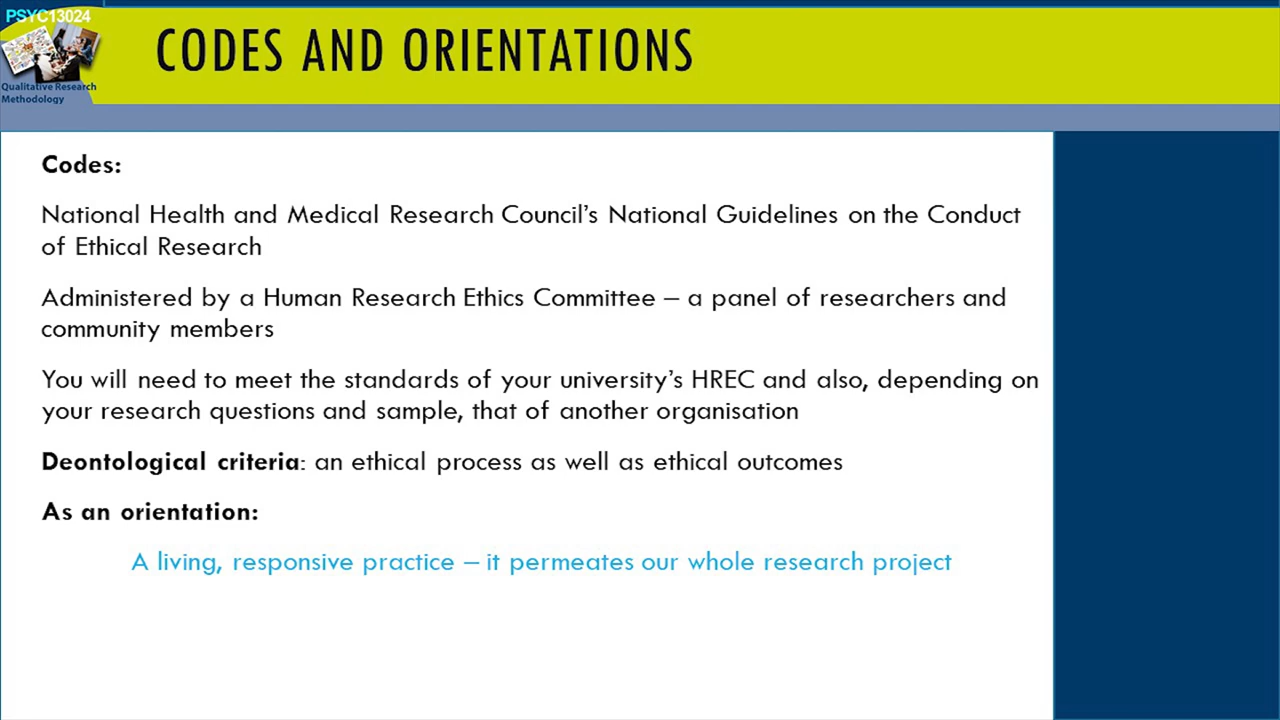 PSYC13024
Qualitative Research
Methodology
CODES AND ORIENTATIONS
Codes:
National Health and Medical Research Council’s National Guidelines on the Conduct
of Ethical Research
Administered by a Human Research Ethics Committee – a panel of researchers and
community members
You will need to meet the standards of your university’s HREC and also, depending on
your research questions and sample, that of another organisation
Deontological criteria: an ethical process as well as ethical outcomes
As an orientation:
A living, responsive practice – it permeates our whole research project